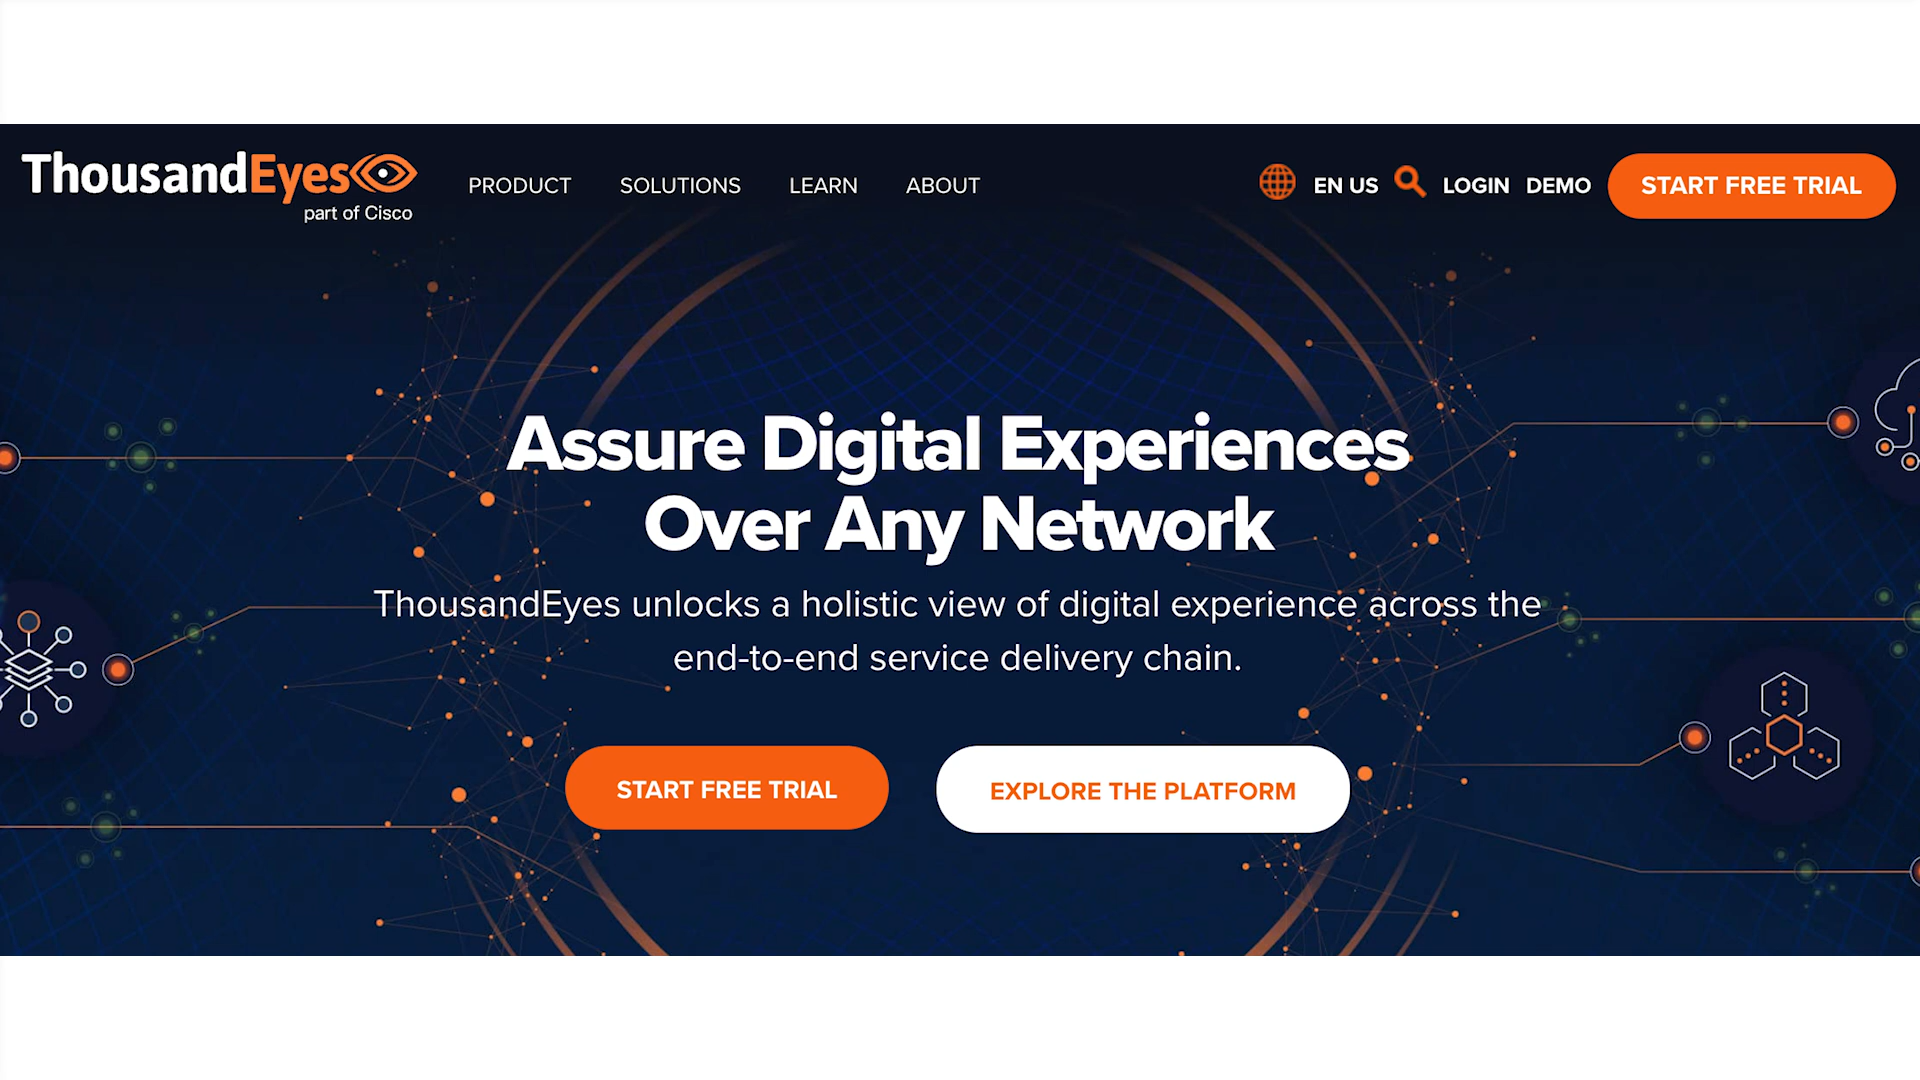 ThousandEyes
part of Cisco
PRODUCT SOLUTIONS LEARN ABOUT
EN US LOGIN DEMO START FREE TRIAL
Assure Digital Experiences
Over Any Network
ThousandEyes unlocks a holistic view of digital experience across the
end-to-end service delivery chain.
START FREE TRIAL EXPLORE THE PLATFORM